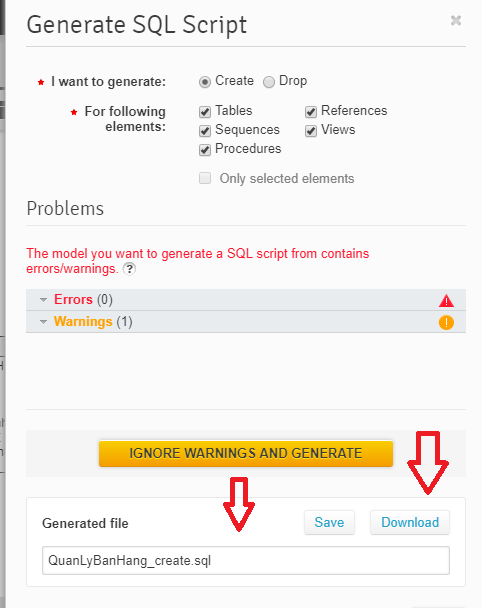 Generate SQL Script
* I want to generate: Create Drop
* For following elements: Tables References
Sequences Views
Procedures
Only selected elements
Problems
The model you want to generate a SQL script from contains
errors/warnings. ?
Errors (0)
Warnings (1)
IGNORE WARNINGS AND GENERATE
Generated file Save Download
QuanLyBanHang_create.sql